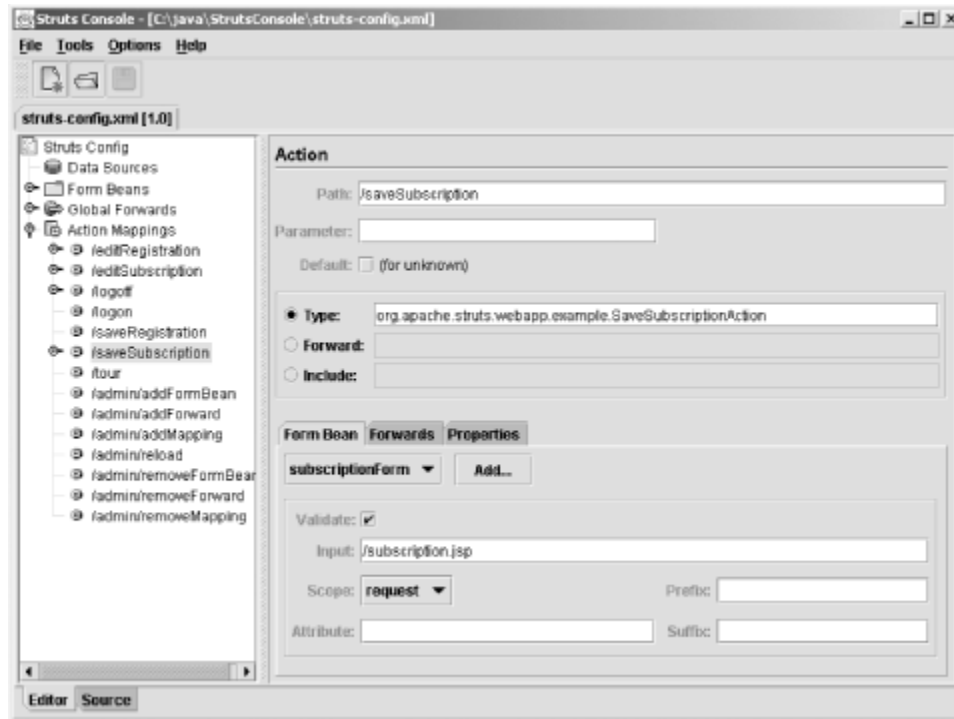 Struts Console - [C:\java\StrutsConsole\struts-config.xml]
File Tools Options Help
struts-config.xml [1.0]
Struts Config
Data Sources
Form Beans
Global Forwards
Action Mappings
/editRegistration
/editSubscription
/logoff
/logon
/saveRegistration
/saveSubscription
/tour
/admin/addFormBean
/admin/addForward
/admin/addMapping
/admin/reload
/admin/removeFormBean
/admin/removeForward
/admin/removeMapping
Action
Path: /saveSubscription
Parameter:
Default: (for unknown)
Type: org.apache.struts.webapp.example.SaveSubscriptionAction
Forward:
Include:
Form Bean Forwards Properties
subscriptionForm Add...
Validate:
Input: /subscription.jsp
Scope: request Prefix:
Attribute: Suffix:
Editor Source